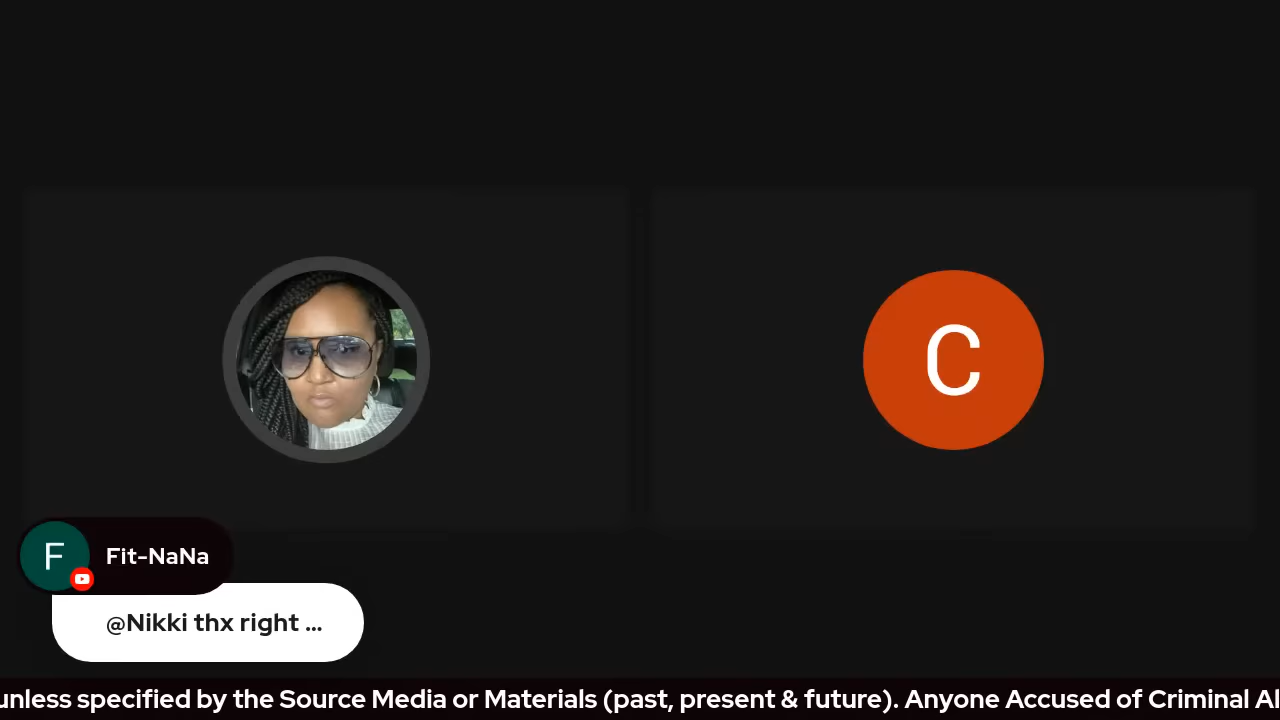 C
F
Fit-NaNa
@Nikki thx right ...
unless specified by the Source Media or Materials (past, present & future). Anyone Accused of Criminal